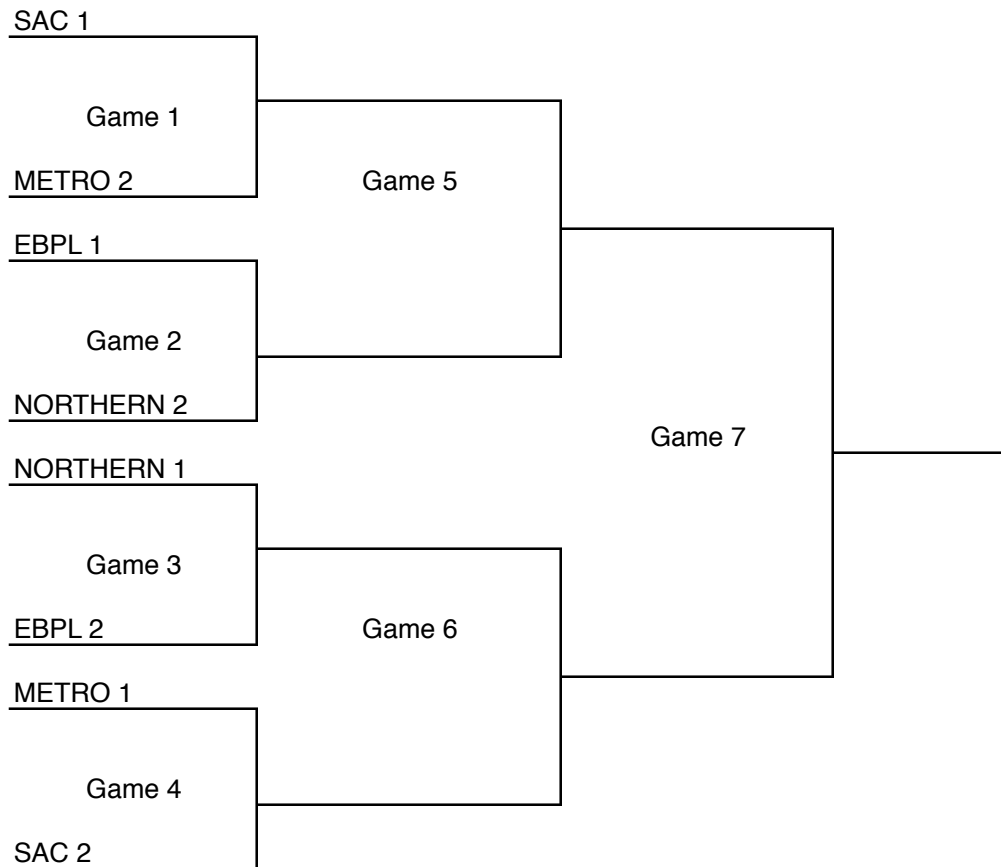 SAC 1
Game 1
METRO 2
Game 5
EBPL 1
Game 2
NORTHERN 2
Game 7
NORTHERN 1
Game 3
EBPL 2
Game 6
METRO 1
Game 4
SAC 2